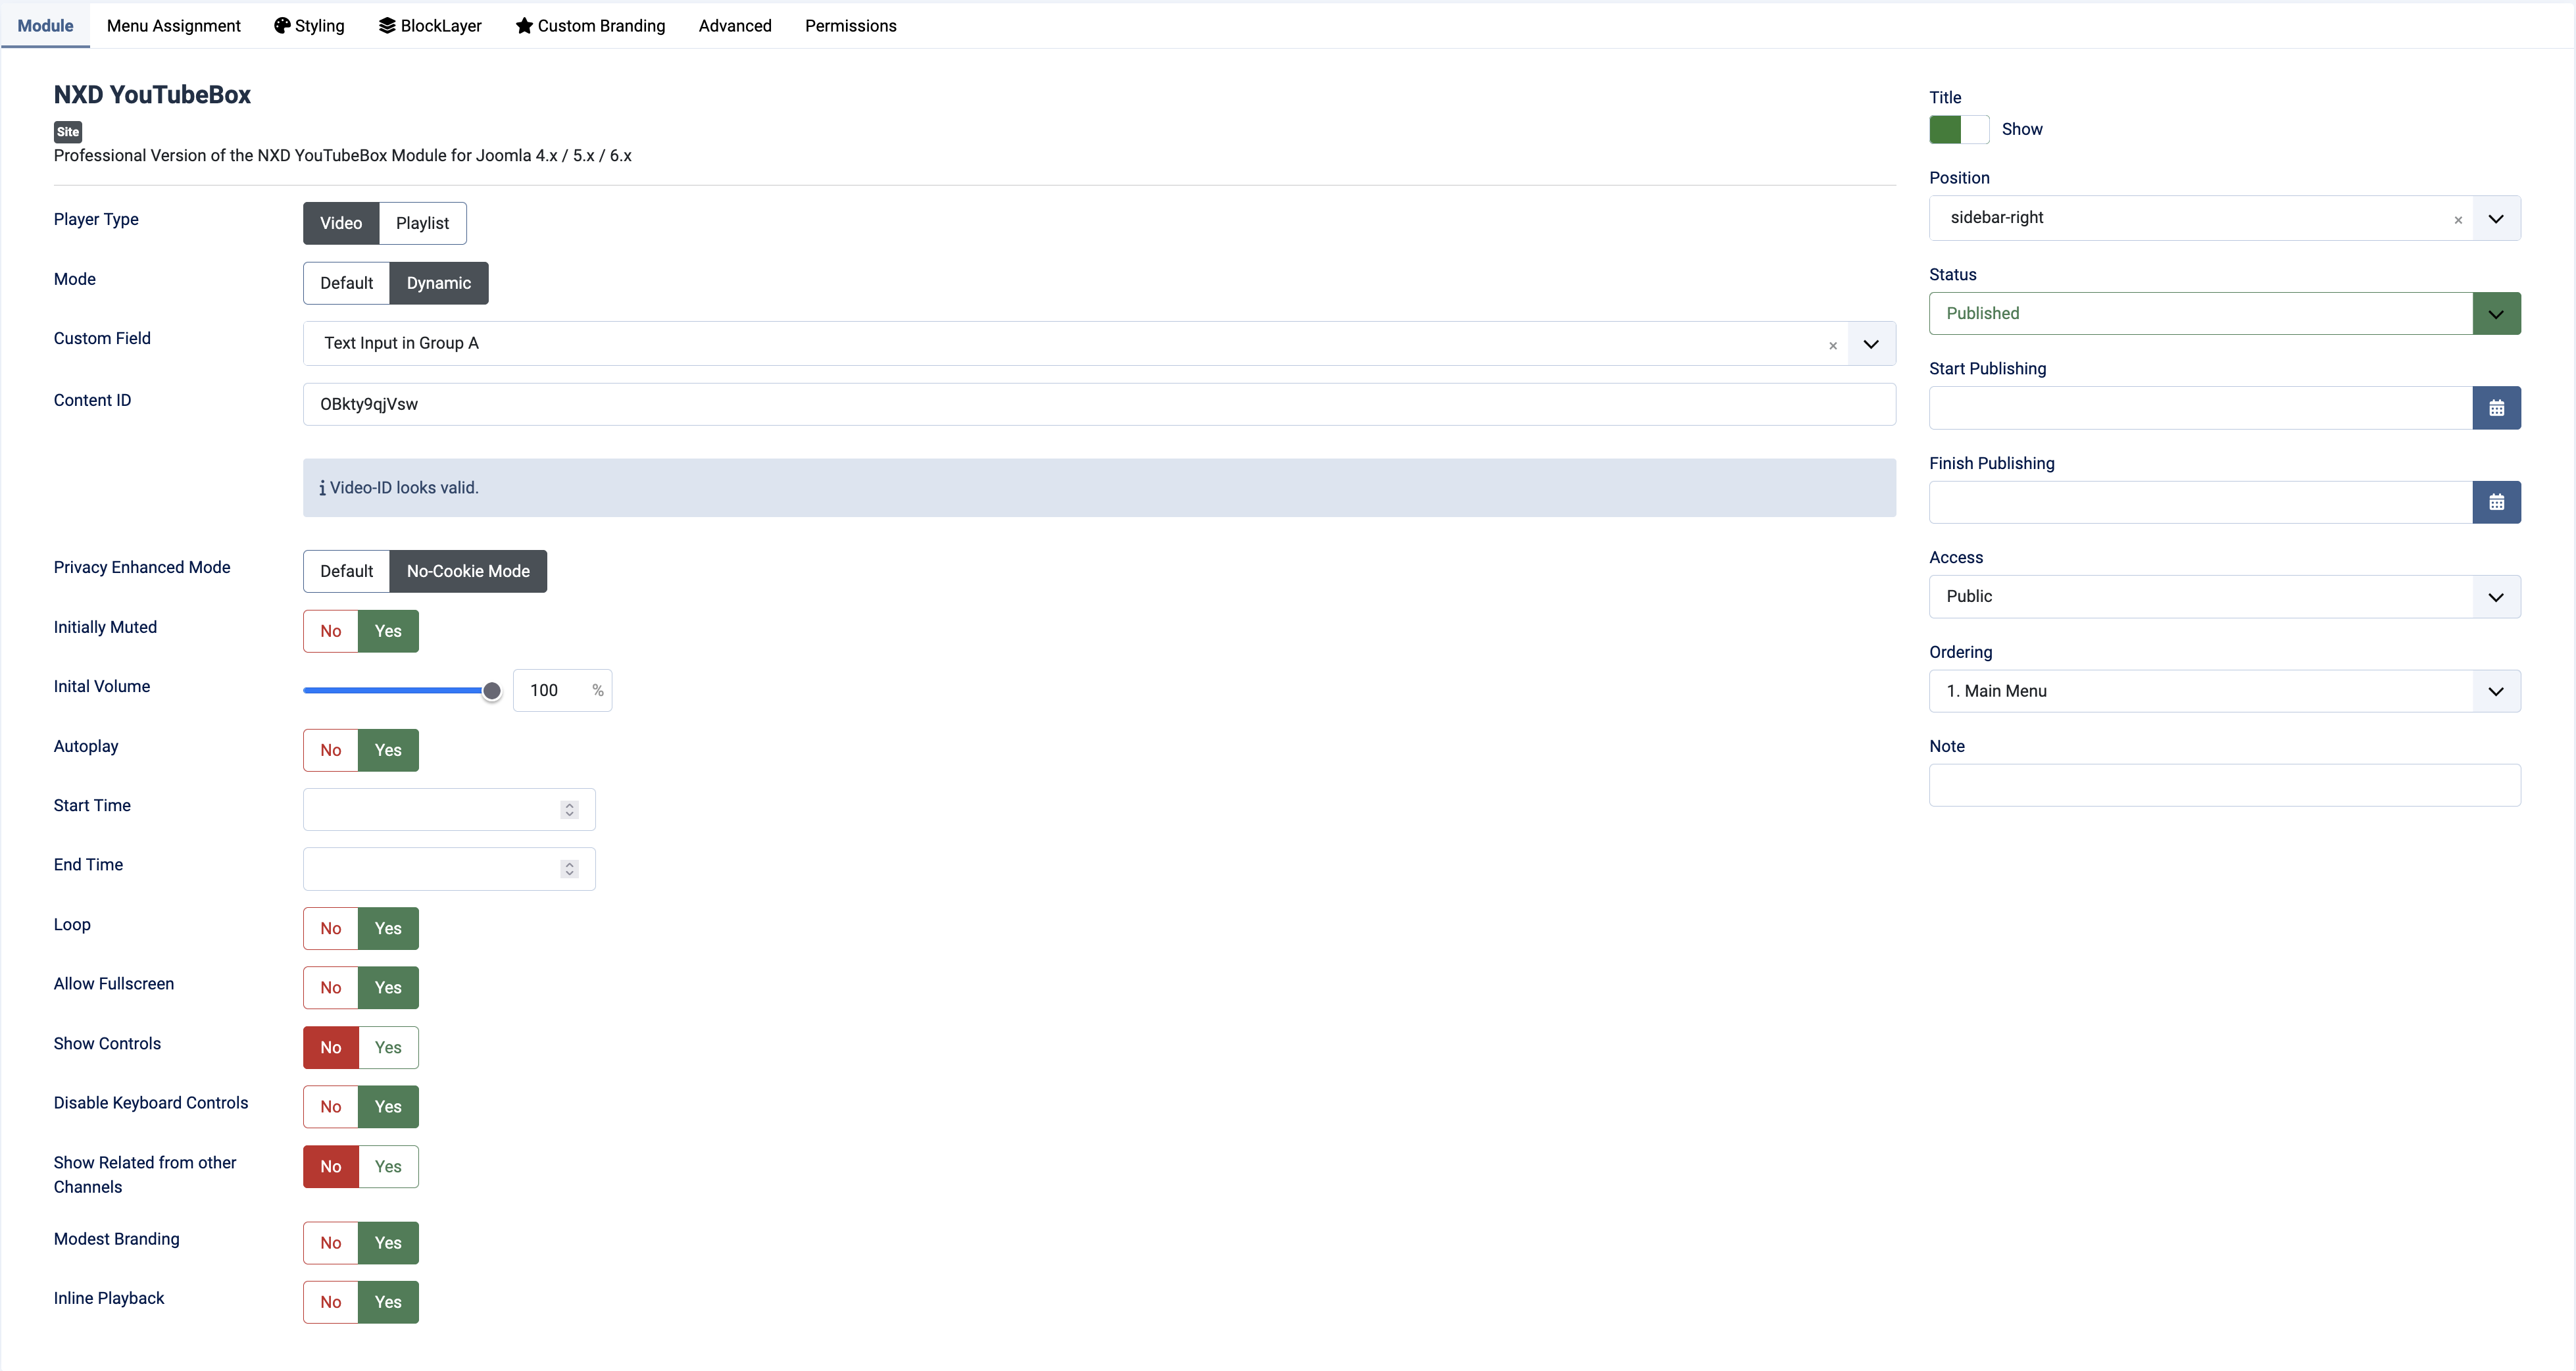 Module
Menu Assignment
Styling
BlockLayer
Custom Branding
Advanced
Permissions
NXD YouTubeBox
Site
Professional Version of the NXD YouTubeBox Module for Joomla 4.x / 5.x / 6.x
Player Type
Video
Playlist
Mode
Default
Dynamic
Custom Field
Text Input in Group A
×
Content ID
OBkty9qjVsw
Video-ID looks valid.
Privacy Enhanced Mode
Default
No-Cookie Mode
Initially Muted
No
Yes
Inital Volume
100
%
Autoplay
No
Yes
Start Time
End Time
Loop
No
Yes
Allow Fullscreen
No
Yes
Show Controls
No
Yes
Disable Keyboard Controls
No
Yes
Show Related from other
Channels
No
Yes
Modest Branding
No
Yes
Inline Playback
No
Yes
Title
Show
Position
sidebar-right
×
Status
Published
Start Publishing
Finish Publishing
Access
Public
Ordering
1. Main Menu
Note